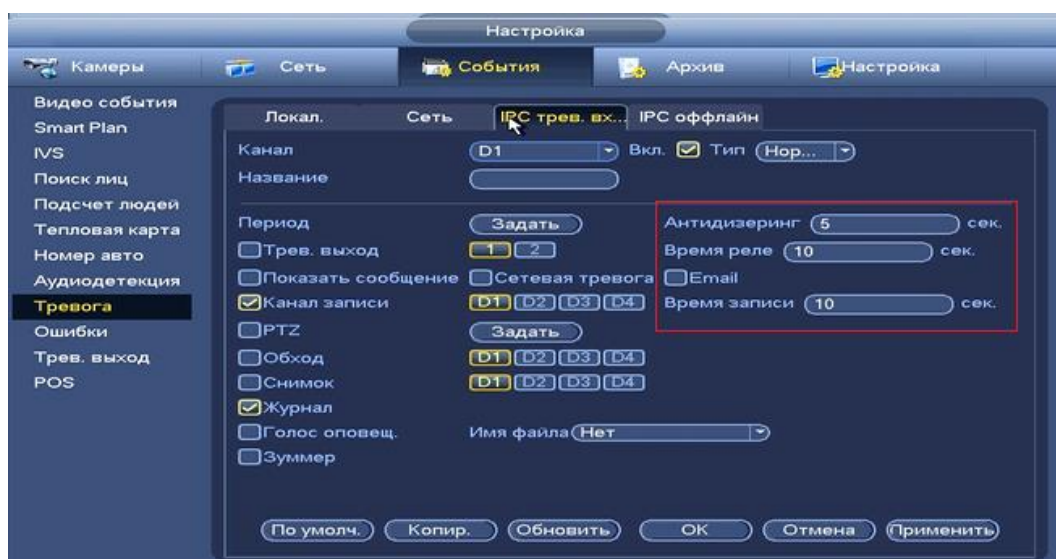 Настройка
Камеры Сеть События Архив Настройка
Видео события
Smart Plan
IVS
Поиск лиц
Подсчет людей
Тепловая карта
Номер авто
Аудиодетекция
Тревога
Ошибки
Трев. выход
POS
Локал. Сеть IPC трев. вх... IPC оффлайн
Канал D1 Вкл. Тип Нор...
Название
Период Задать Антидизеринг 5 сек.
Трев. выход 1 2 Время реле 10 сек.
Показать сообщение Сетевая тревога Email
Канал записи D1 D2 D3 D4 Время записи 10 сек.
PTZ Задать
Обход D1 D2 D3 D4
Снимок D1 D2 D3 D4
Журнал
Голос оповещ. Имя файла Нет
Зуммер
По умолч. Копир. Обновить OK Отмена Применить